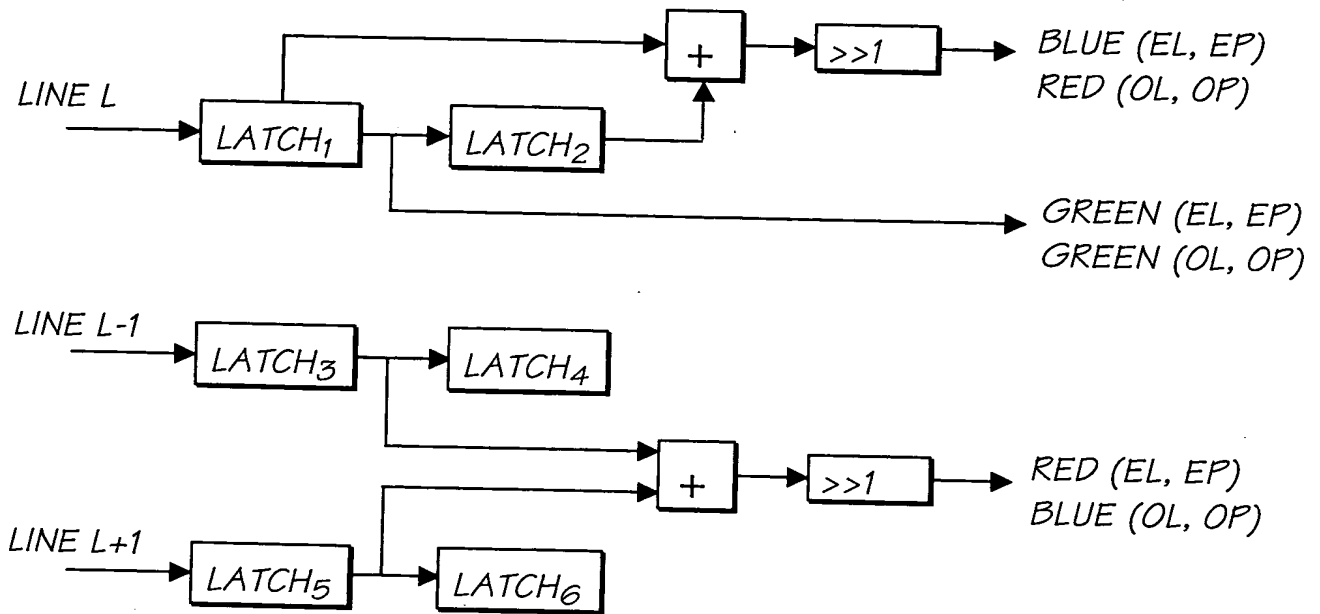 +
>>1
BLUE (EL, EP)
RED (OL, OP)
LINE L
LATCH₁
LATCH₂
GREEN (EL, EP)
GREEN (OL, OP)
LINE L-1
LATCH₃
LATCH₄
+
>>1
RED (EL, EP)
BLUE (OL, OP)
LINE L+1
LATCH₅
LATCH₆